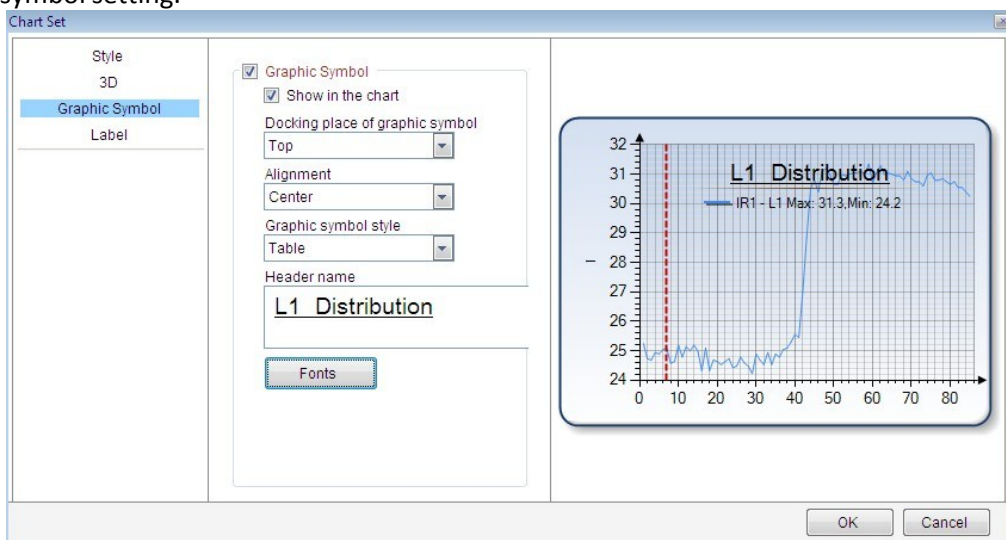 symbol setting.
Chart Set
Style
3D
Graphic Symbol
Label
Graphic Symbol
Show in the chart
Docking place of graphic symbol
Top
Alignment
Center
Graphic symbol style
Table
Header name
L1 Distribution
Fonts
L1 Distribution
IR1 - L1 Max: 31.3,Min: 24.2
32
31
30
29
28
27
26
25
24
I
0 10 20 30 40 50 60 70 80
OK Cancel